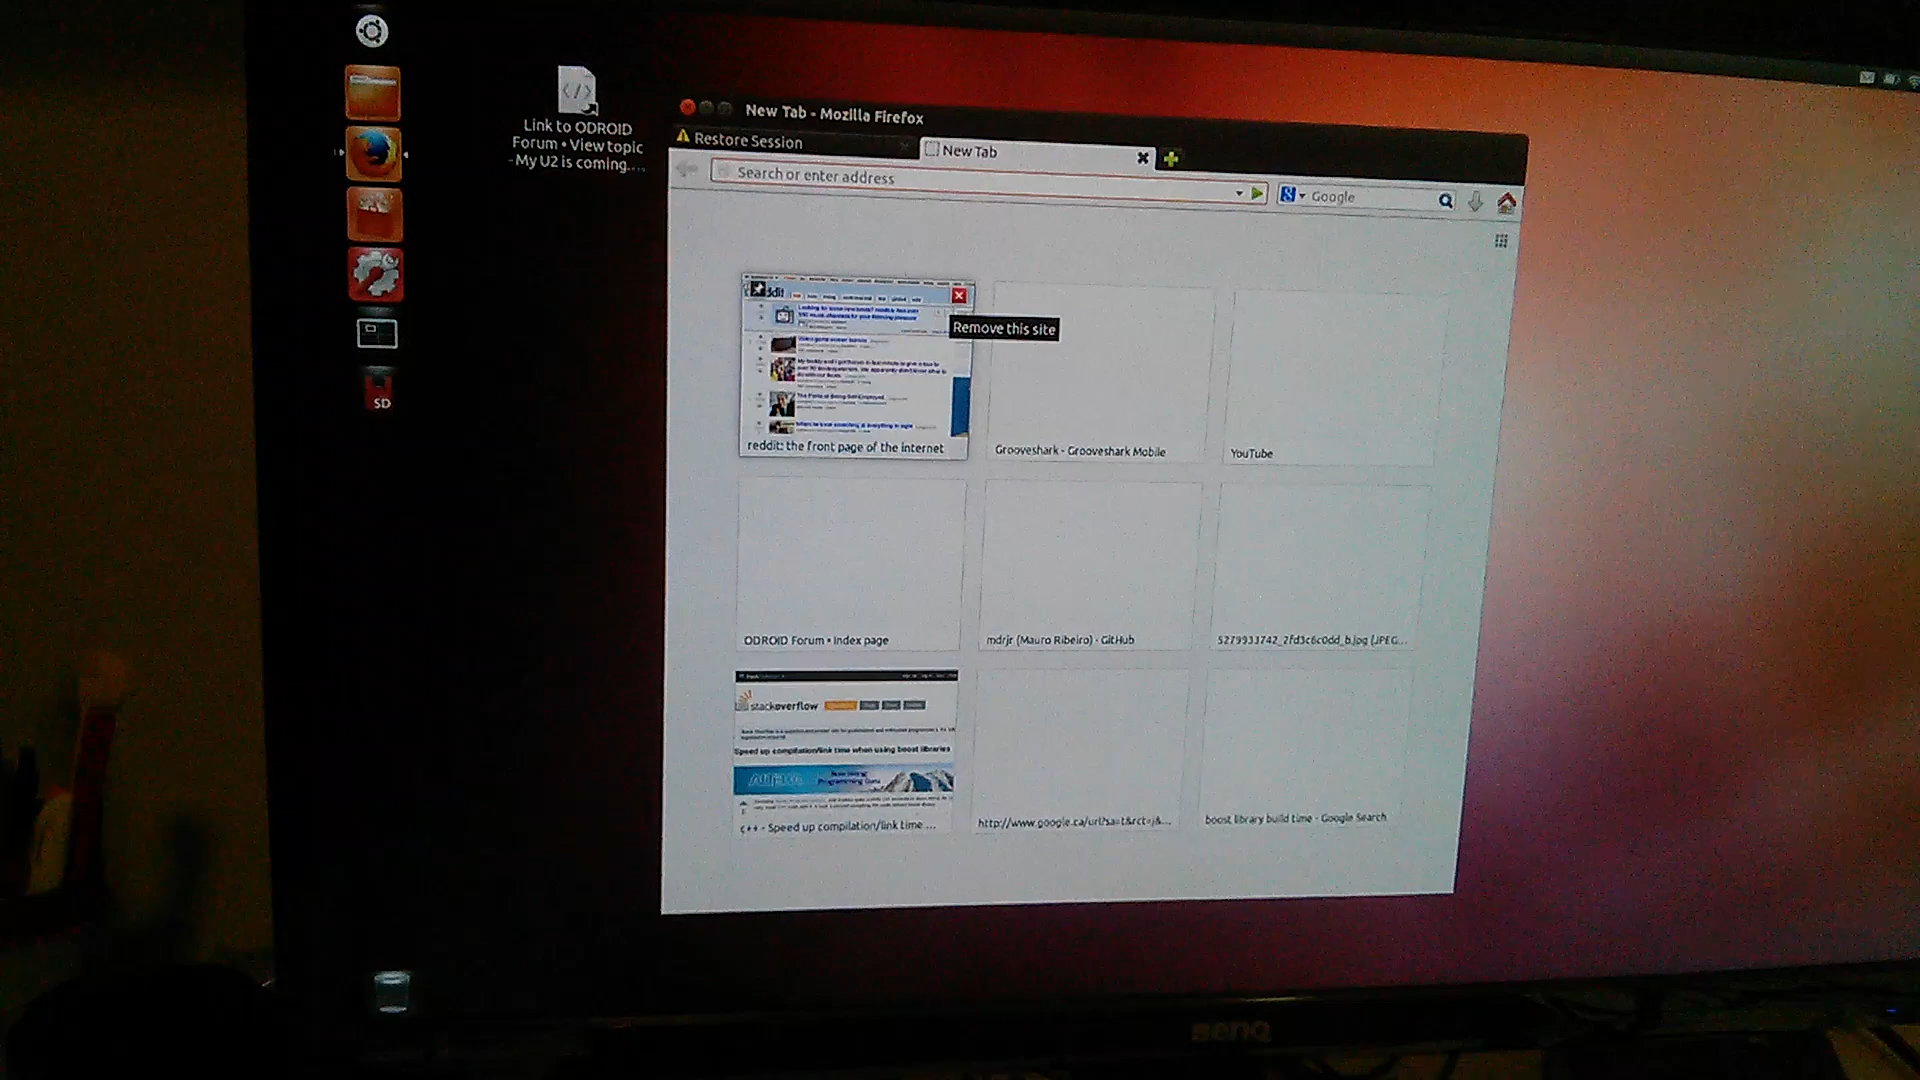 Link to ODROID
Forum • View topic
- My U2 is coming....
SD
New Tab - Mozilla Firefox
Restore Session
New Tab
Search or enter address
Google
Remove this site
reddit: the front page of the internet
Grooveshark - Grooveshark Mobile
YouTube
ODROID Forum • Index page
mdrjr (Mauro Ribeiro) · GitHub
5279933742_2fd3c6c0dd_b.jpg (JPEG...
stackoverflow
Speed up compilation/link time when using boost libraries
c++ - Speed up compilation/link time ...
http://www.google.ca/url?sa=t&rct=j&...
boost library build time - Google Search
BenQ